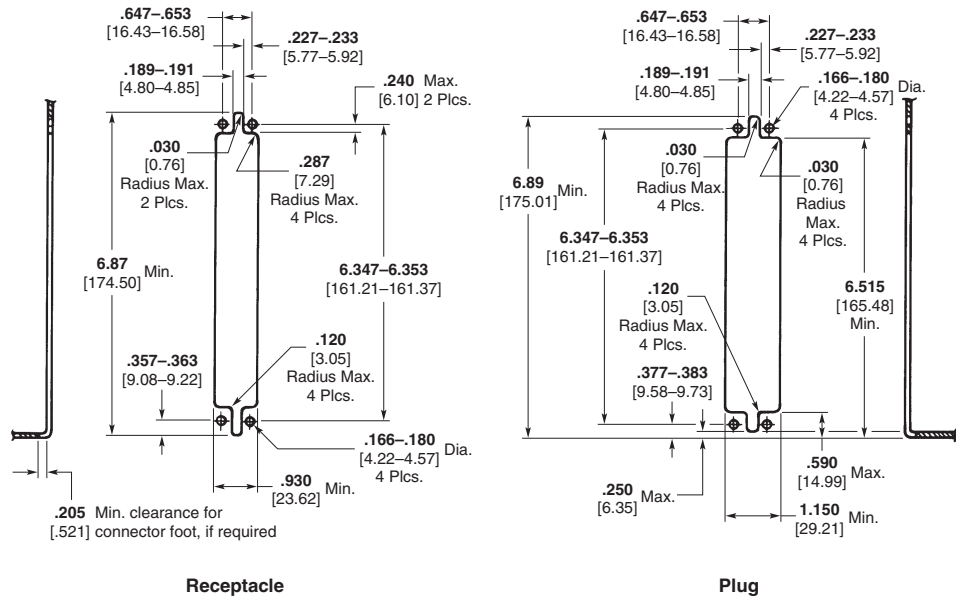 .647–.653
[16.43–16.58]
.227–.233
[5.77–5.92]
.189–.191
[4.80–4.85]
.240 Max.
[6.10] 2 Plcs.
.030
[0.76]
Radius Max.
2 Plcs.
.287
[7.29]
Radius Max.
4 Plcs.
6.87
[174.50] Min.
6.347–6.353
[161.21–161.37]
.120
[3.05]
Radius Max.
4 Plcs.
.357–.363
[9.08–9.22]
.166–.180
[4.22–4.57] Dia.
4 Plcs.
.930
[23.62] Min.
.205 Min. clearance for
[.521] connector foot, if required
Receptacle
.647–.653
[16.43–16.58]
.227–.233
[5.77–5.92]
.189–.191
[4.80–4.85]
.166–.180 Dia.
[4.22–4.57]
4 Plcs.
.030
[0.76]
Radius Max.
4 Plcs.
.030
[0.76]
Radius
Max.
4 Plcs.
6.89
[175.01] Min.
6.347–6.353
[161.21–161.37]
.120
[3.05]
Radius Max.
4 Plcs.
6.515
[165.48]
Min.
.377–.383
[9.58–9.73]
.590
[14.99] Max.
.250
[6.35] Max.
1.150
[29.21] Min.
Plug